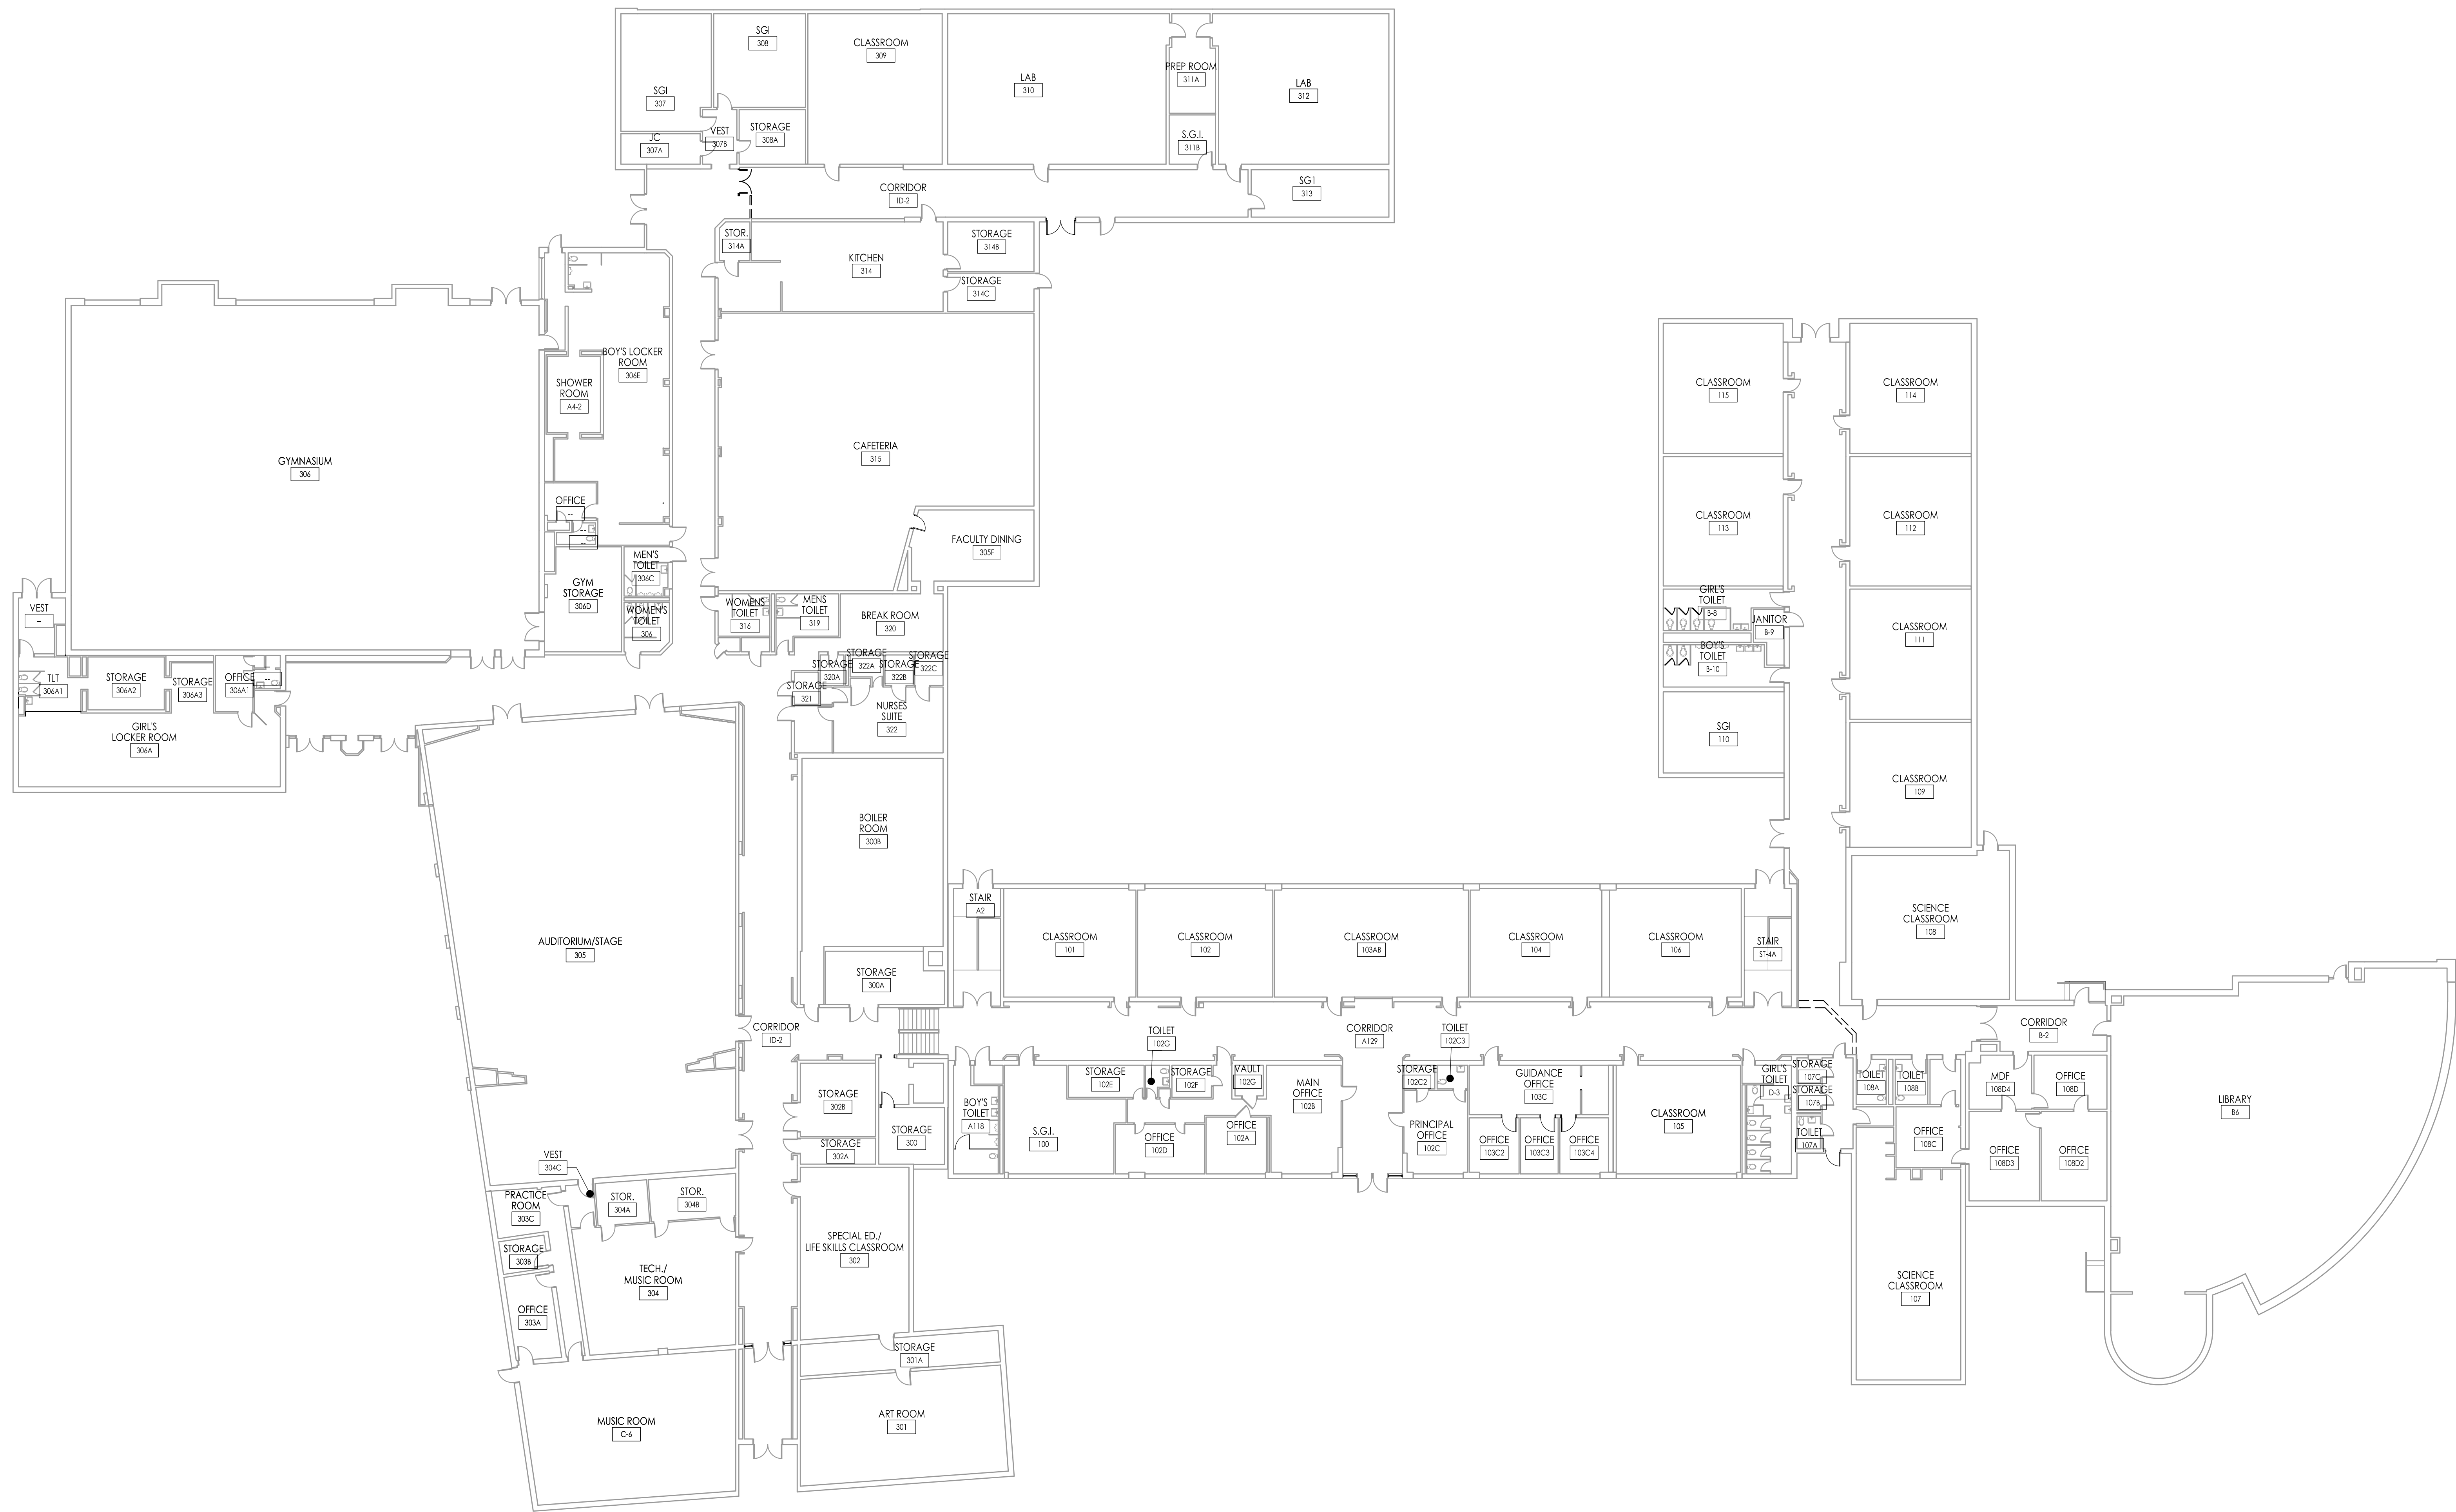 SGI
308
CLASSROOM
309
SGI
307
LAB
310
PREP ROOM
311A
LAB
312
JC
307A
VEST
307B
STORAGE
308A
S.G.I.
311B
CORRIDOR
ID-2
SG1
313
STOR.
314A
KITCHEN
314
STORAGE
314B
STORAGE
314C
BOY'S LOCKER
ROOM
306E
SHOWER
ROOM
A4-2
GYMNASIUM
306
CAFETERIA
315
OFFICE
--
--
--
FACULTY DINING
305F
GYM
STORAGE
306D
MEN'S
TOILET
306C
WOMEN'S
TOILET
306
WOMENS
TOILET
316
MENS
TOILET
319
BREAK ROOM
320
VEST
--
TLT
306A1
STORAGE
306A2
STORAGE
306A3
OFFICE
306A1
--
GIRL'S
LOCKER ROOM
306A
STORAGE
320A
STORAGE
322A
STORAGE
322B
STORAGE
322C
STORAGE
321
NURSES
SUITE
322
BOILER
ROOM
300B
AUDITORIUM/STAGE
305
STORAGE
300A
CORRIDOR
ID-2
STORAGE
302B
STORAGE
302A
STORAGE
300
VEST
304C
PRACTICE
ROOM
303C
STOR.
304A
STOR.
304B
STORAGE
303B
OFFICE
303A
TECH./
MUSIC ROOM
304
SPECIAL ED./
LIFE SKILLS CLASSROOM
302
STORAGE
301A
ART ROOM
301
MUSIC ROOM
C-6
STAIR
A2
CLASSROOM
101
CLASSROOM
102
CLASSROOM
103AB
CLASSROOM
104
CLASSROOM
106
STAIR
ST-4A
TOILET
102G
CORRIDOR
A129
TOILET
102C3
BOY'S
TOILET
A118
S.G.I.
100
STORAGE
102E
STORAGE
102F
VAULT
102G
OFFICE
102D
OFFICE
102A
MAIN
OFFICE
102B
STORAGE
102C2
PRINCIPAL
OFFICE
102C
GUIDANCE
OFFICE
103C
OFFICE
103C2
OFFICE
103C3
OFFICE
103C4
CLASSROOM
105
GIRL'S
TOILET
D-3
STORAGE
107C
STORAGE
107B
TOILET
107A
CLASSROOM
115
CLASSROOM
114
CLASSROOM
113
CLASSROOM
112
GIRL'S
TOILET
B-8
JANITOR
B-9
BOY'S
TOILET
B-10
CLASSROOM
111
SGI
110
CLASSROOM
109
SCIENCE
CLASSROOM
108
CORRIDOR
B-2
TOILET
108A
TOILET
108B
OFFICE
108C
MDF
108D4
OFFICE
108D
OFFICE
108D3
OFFICE
108D2
LIBRARY
B6
SCIENCE
CLASSROOM
107